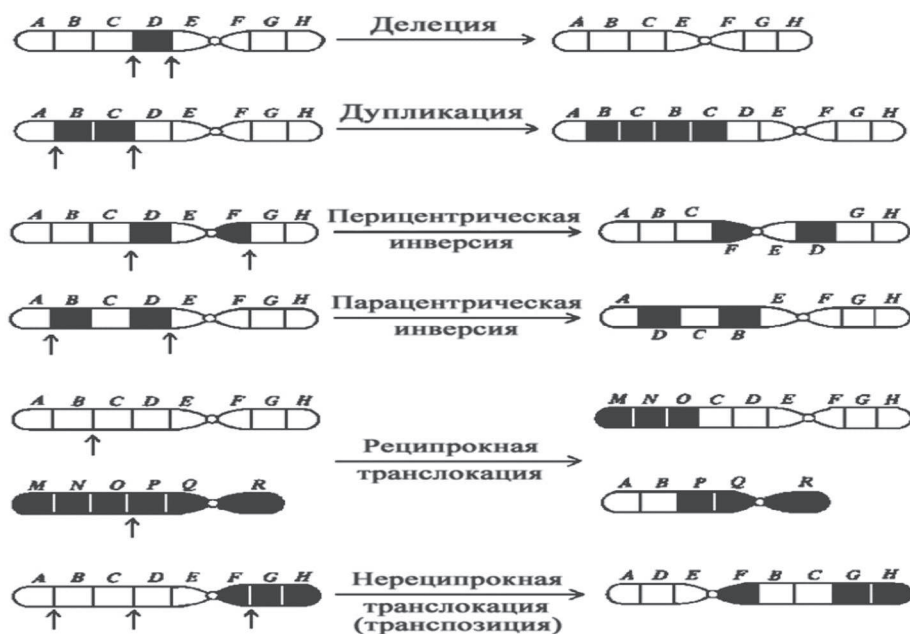 A B C D E F G H
Делеция
A B C E F G H
A B C D E F G H
Дупликация
A B C B C D E F G H
A B C D E F G H
Перицентрическая
инверсия
A B C G H
F E D
A B C D E F G H
Парацентрическая
инверсия
A E F G H
D C B
A B C D E F G H
Реципрокная
транслокация
M N O C D E F G H
M N O P Q R
A B P Q R
A B C D E F G H
Нереципрокная
транслокация
(транспозиция)
A D E F B C G H